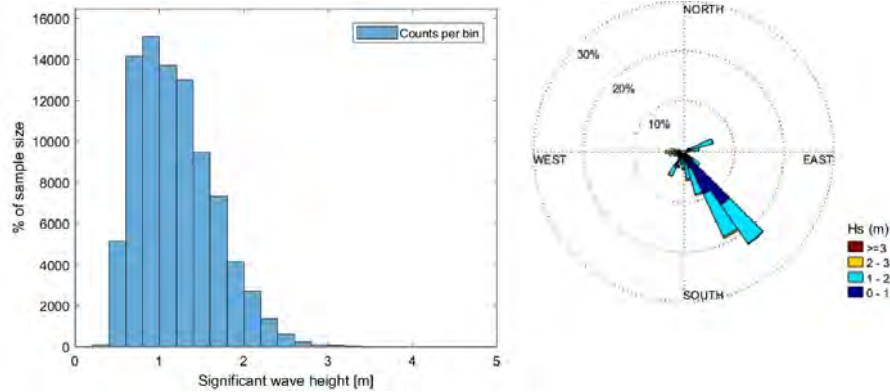 16000
14000
12000
10000
8000
6000
4000
2000
0
% of sample size
Counts per bin
0
1
2
3
4
5
Significant wave height [m]
NORTH
30%
20%
10%
WEST
EAST
SOUTH
Hs (m)
>=3
2 - 3
1 - 2
0 - 1